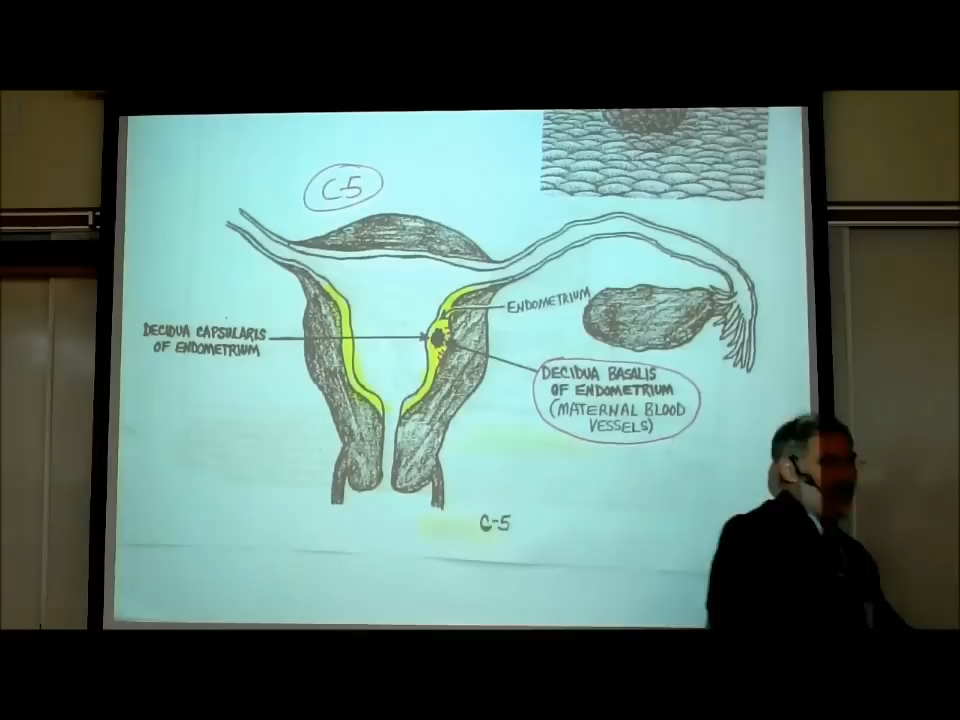 C-5
ENDOMETRIUM
DECIDUA CAPSULARIS
OF ENDOMETRIUM
DECIDUA BASALIS
OF ENDOMETRIUM
(MATERNAL BLOOD
VESSELS)
C-5